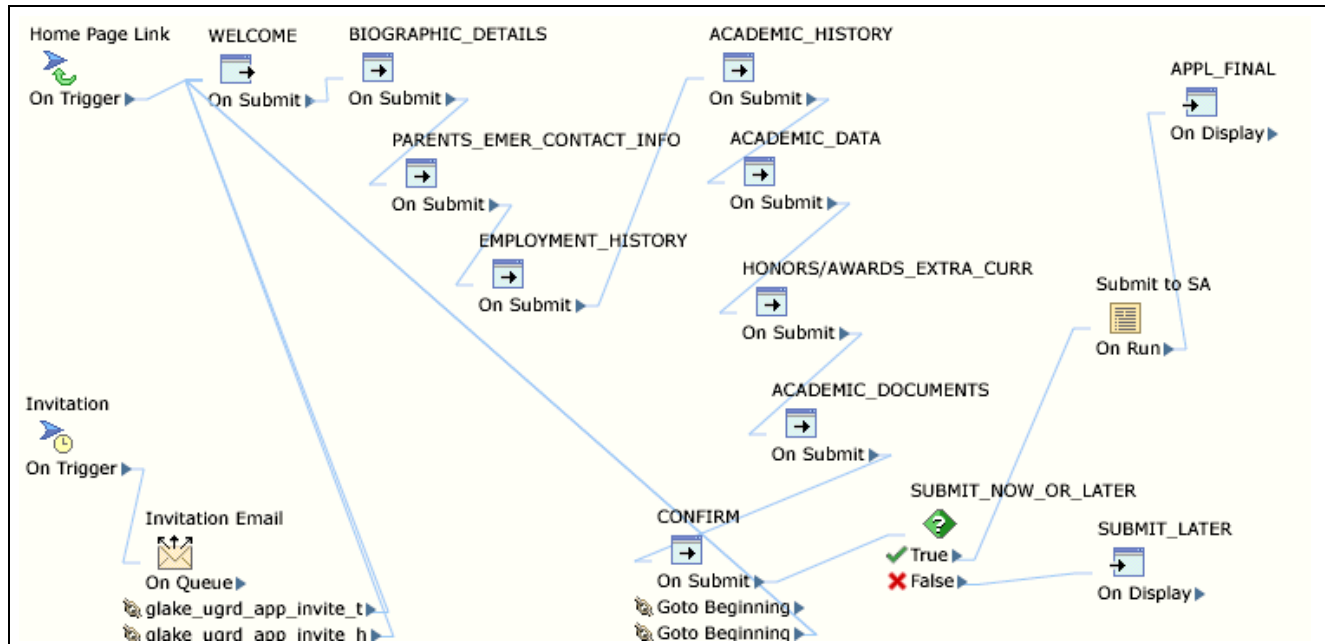 Home Page Link
On Trigger
WELCOME
On Submit
BIOGRAPHIC_DETAILS
On Submit
PARENTS_EMER_CONTACT_INFO
On Submit
EMPLOYMENT_HISTORY
On Submit
ACADEMIC_HISTORY
On Submit
ACADEMIC_DATA
On Submit
HONORS/AWARDS_EXTRA_CURR
On Submit
ACADEMIC_DOCUMENTS
On Submit
APPL_FINAL
On Display
Submit to SA
On Run
Invitation
On Trigger
Invitation Email
On Queue
glake_ugrd_app_invite_t
glake_ugrd_app_invite_h
CONFIRM
On Submit
Goto Beginning
Goto Beginning
SUBMIT_NOW_OR_LATER
True
False
SUBMIT_LATER
On Display